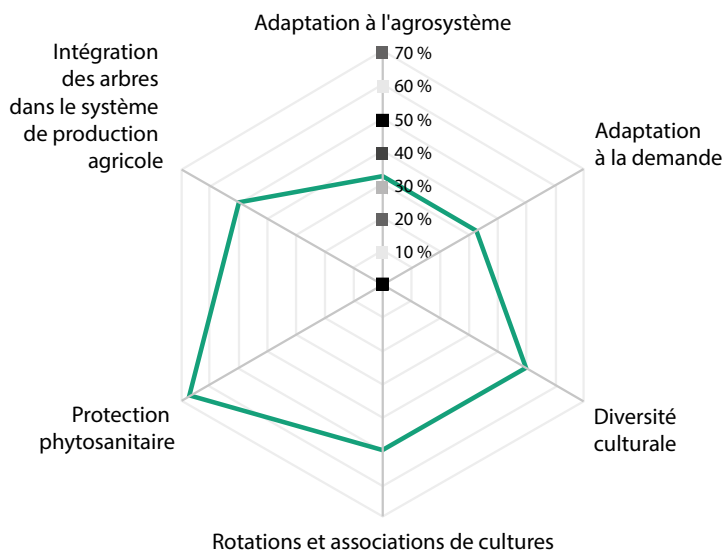 Adaptation à l'agrosystème
Intégration
des arbres
dans le système
de production
agricole
70 %
60 %
50 %
40 %
30 %
20 %
10 %
Adaptation
à la demande
Protection
phytosanitaire
Diversité
culturale
Rotations et associations de cultures